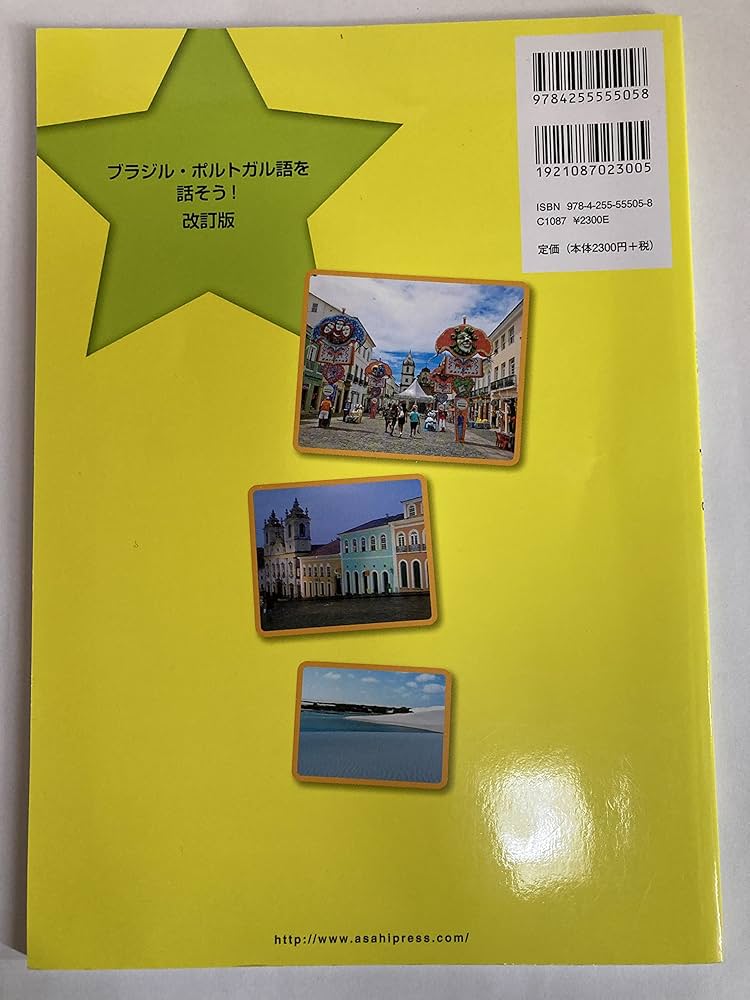 9784255555058
1921087023005
ISBN 978-4-255-55505-8
C1087 ¥2300E
定価（本体2300円＋税）
ブラジル・ポルトガル語を
話そう！
改訂版
http://www.asahipress.com/